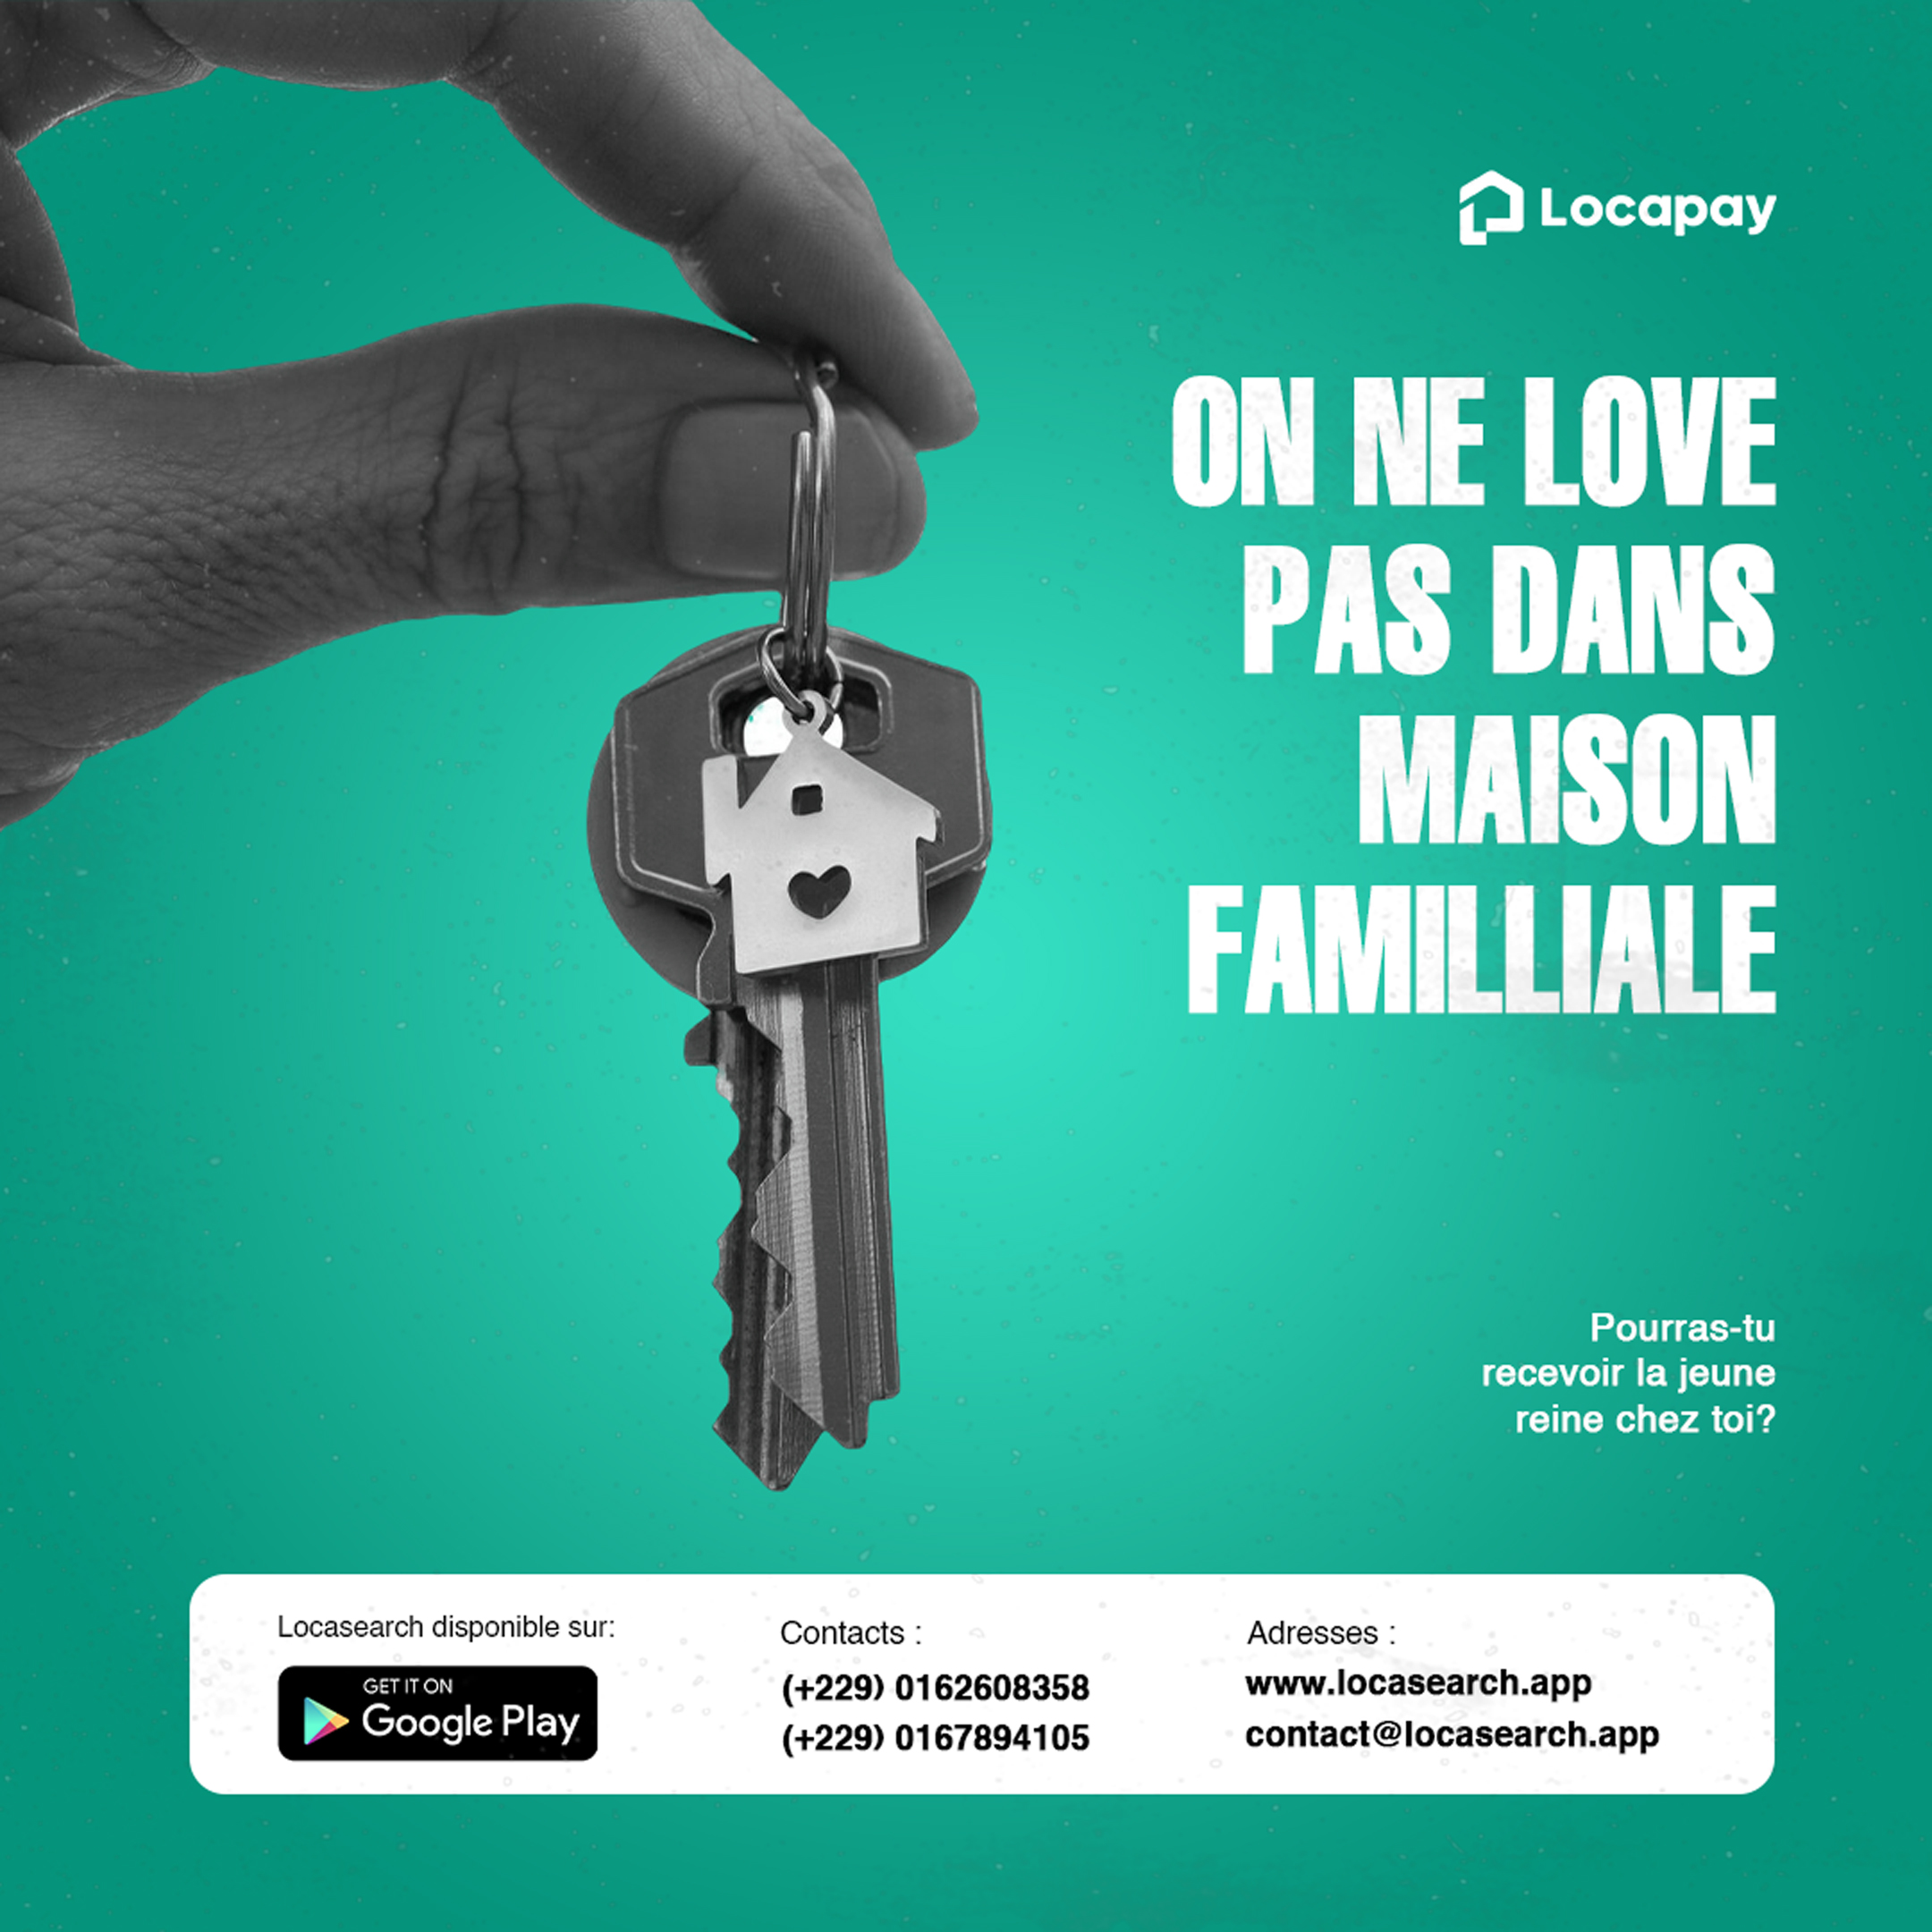 Locapay
ON NE LOVE
PAS DANS
MAISON
FAMILLIALE
Pourras-tu
recevoir la jeune
reine chez toi?
Locasearch disponible sur:
GET IT ON
Google Play
Contacts :
(+229) 0162608358
(+229) 0167894105
Adresses :
www.locasearch.app
contact@locasearch.app